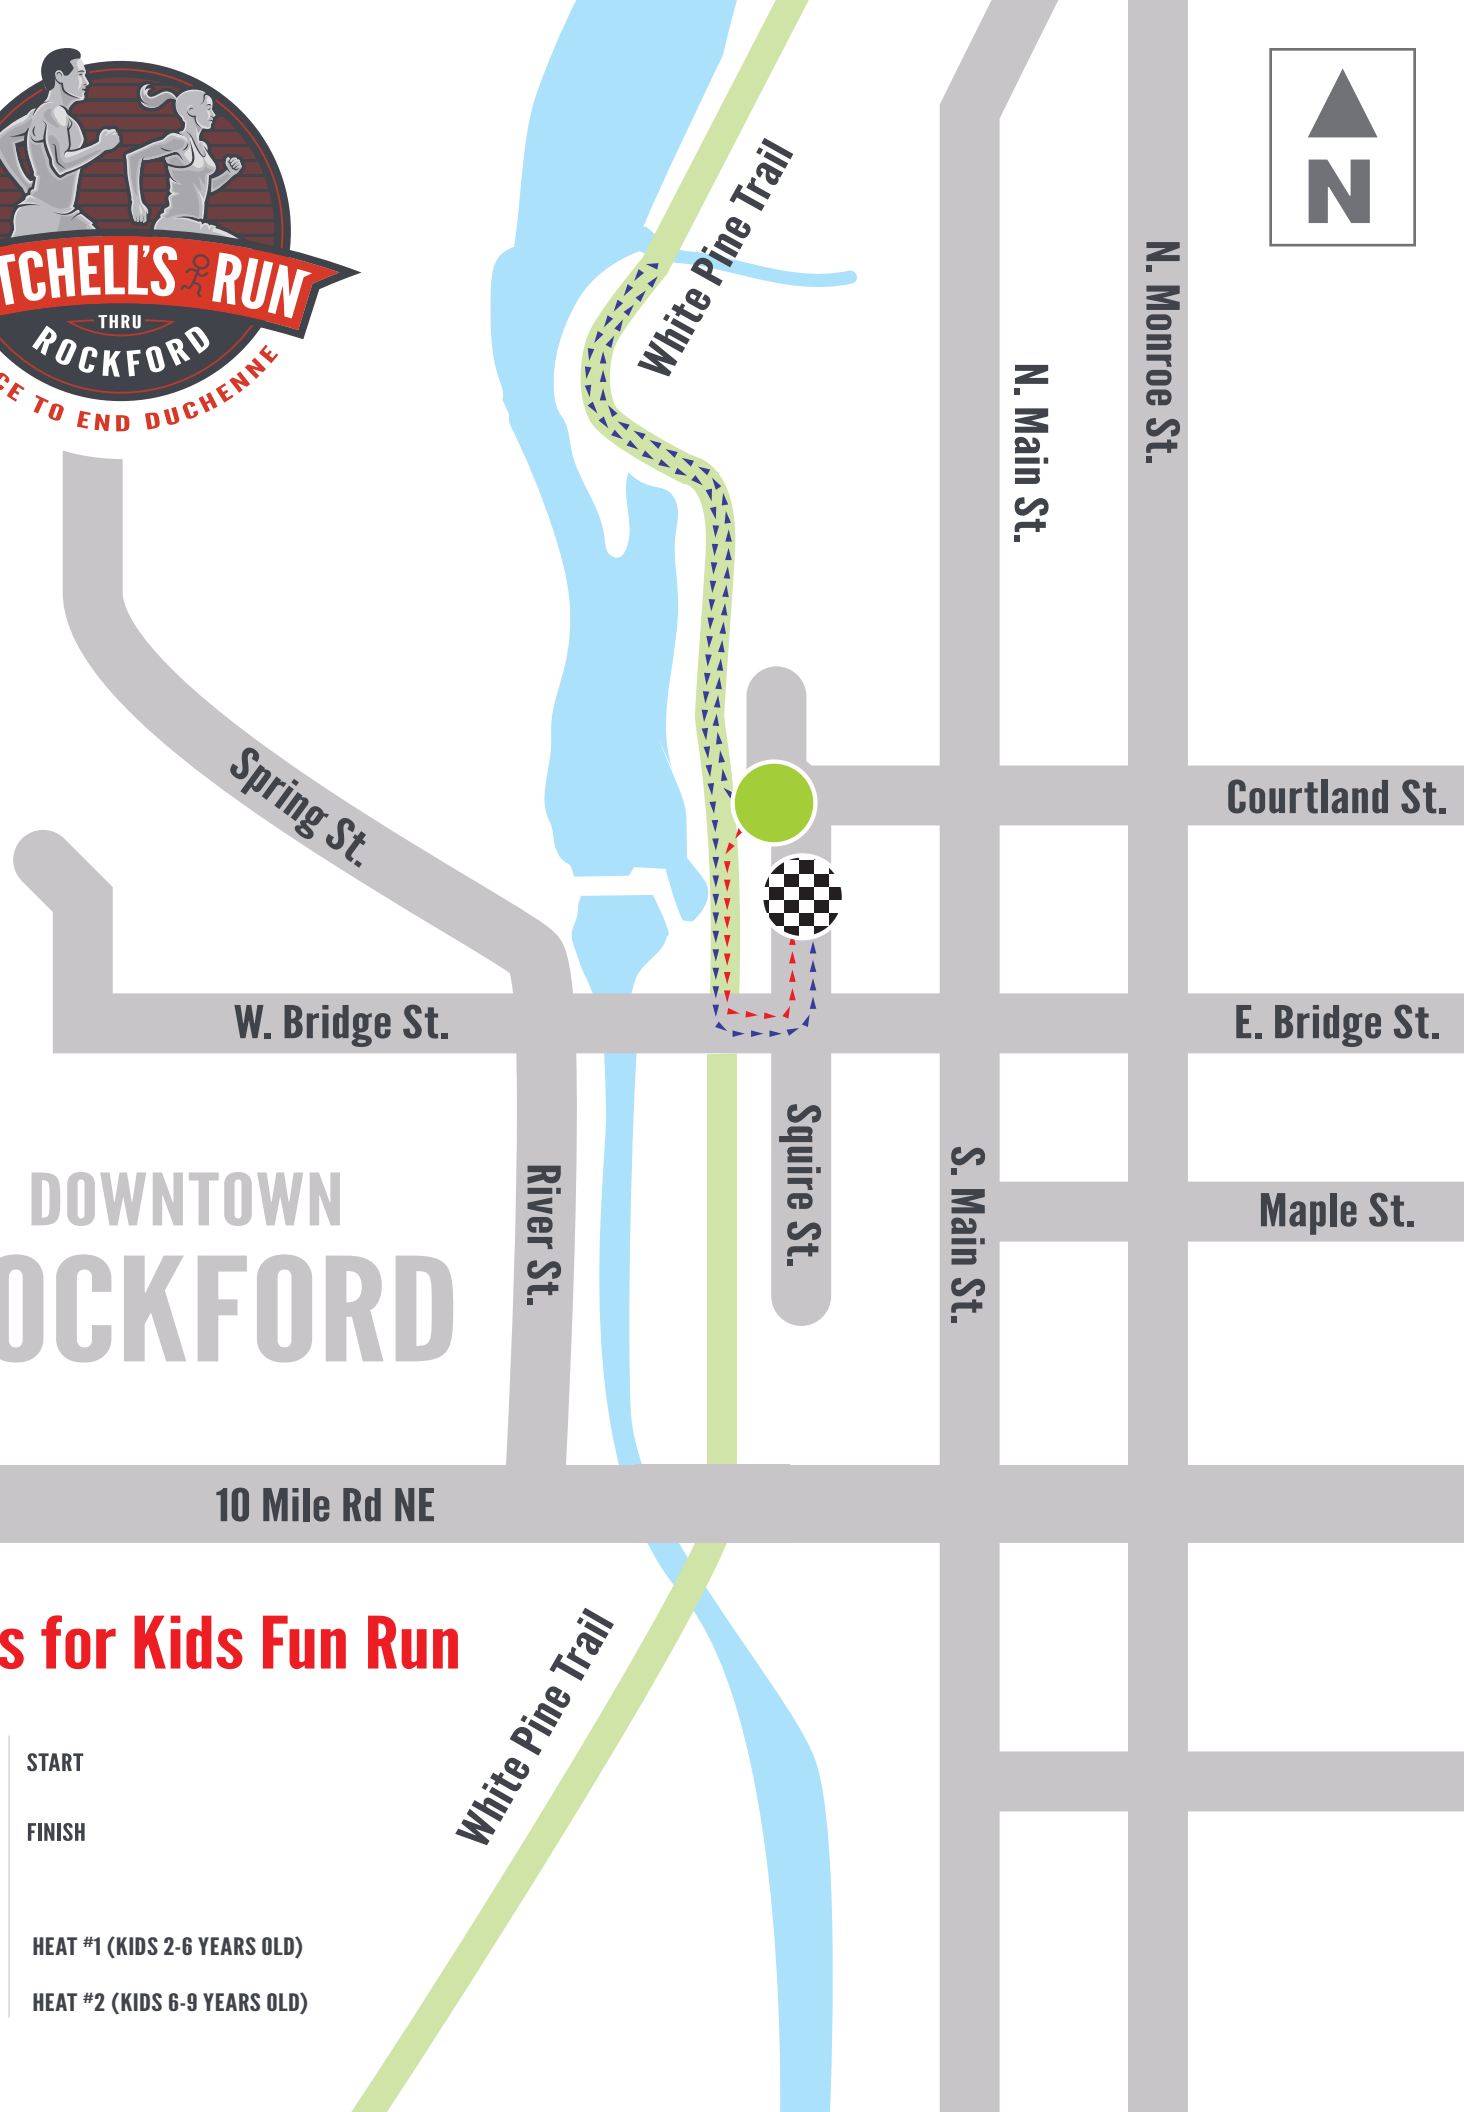 TCHELL'S RUN
THRU
ROCKFORD
CE TO END DUCHENNE
N
White Pine Trail
N. Main St.
N. Monroe St.
Spring St.
Courtland St.
W. Bridge St.
E. Bridge St.
DOWNTOWN
OCKFORD
River St.
Squire St.
S. Main St.
Maple St.
10 Mile Rd NE
s for Kids Fun Run
White Pine Trail
START
FINISH
HEAT #1 (KIDS 2-6 YEARS OLD)
HEAT #2 (KIDS 6-9 YEARS OLD)